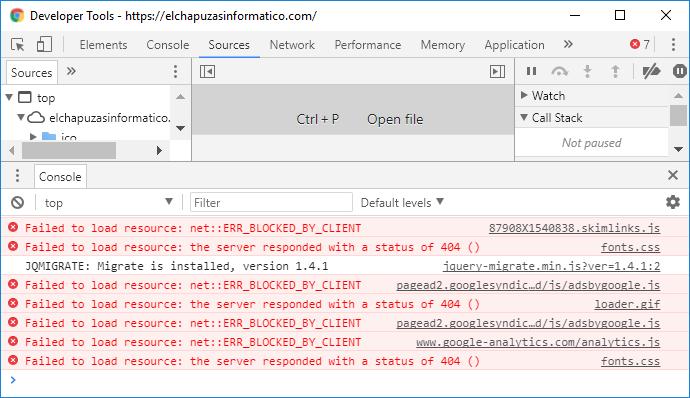 Developer Tools - https://elchapuzasinformatico.com/
Elements Console Sources Network Performance Memory Application » 7
Sources »
top
elchapuzasinformatico.
ico
Ctrl + P Open file
Watch
Call Stack
Not paused
Console
top Filter Default levels
Failed to load resource: net::ERR_BLOCKED_BY_CLIENT 87908X1540838.skimlinks.js
Failed to load resource: the server responded with a status of 404 () fonts.css
JQMIGRATE: Migrate is installed, version 1.4.1 jquery-migrate.min.js?ver=1.4.1:2
Failed to load resource: net::ERR_BLOCKED_BY_CLIENT pagead2.googlesyndic…d/js/adsbygoogle.js
Failed to load resource: the server responded with a status of 404 () loader.gif
Failed to load resource: net::ERR_BLOCKED_BY_CLIENT pagead2.googlesyndic…d/js/adsbygoogle.js
Failed to load resource: net::ERR_BLOCKED_BY_CLIENT www.google-analytics.com/analytics.js
Failed to load resource: the server responded with a status of 404 () fonts.css